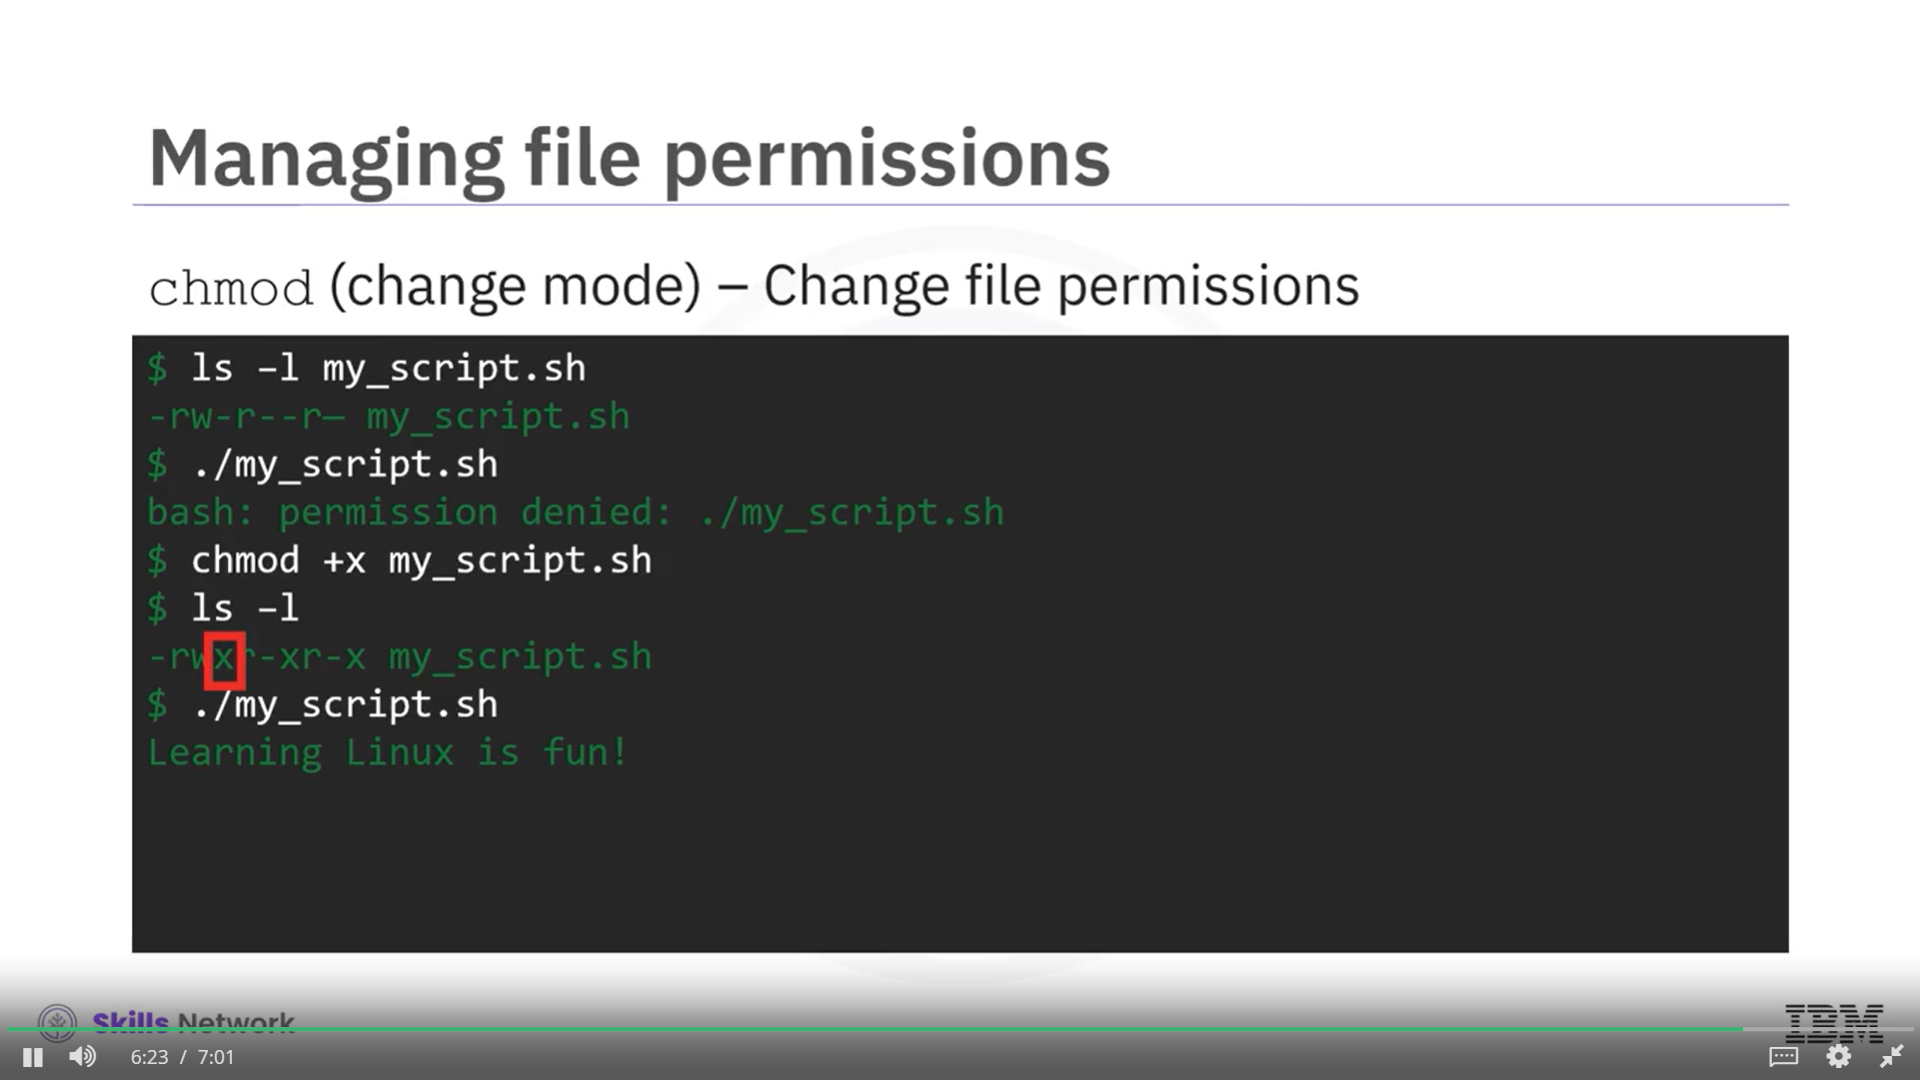 Managing file permissions
chmod (change mode) – Change file permissions
$ ls –l my_script.sh
-rw-r--r— my_script.sh
$ ./my_script.sh
bash: permission denied: ./my_script.sh
$ chmod +x my_script.sh
$ ls –l
-rwxr-xr-x my_script.sh
$ ./my_script.sh
Learning Linux is fun!
Skills Network
IBM
6:23 / 7:01